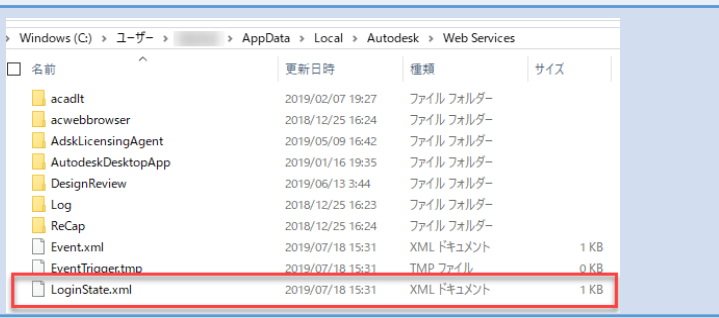 Windows (C:) › ユーザー › › AppData › Local › Autodesk › Web Services
名前 更新日時 種類 サイズ
acadlt 2019/02/07 19:27 ファイル フォルダー
acwebbrowser 2018/12/25 16:24 ファイル フォルダー
AdskLicensingAgent 2019/05/09 16:42 ファイル フォルダー
AutodeskDesktopApp 2019/01/16 19:35 ファイル フォルダー
DesignReview 2019/06/13 3:44 ファイル フォルダー
Log 2018/12/25 16:23 ファイル フォルダー
ReCap 2018/12/25 16:24 ファイル フォルダー
Event.xml 2019/07/18 15:31 XML ドキュメント 1 KB
EventTrigger.tmp 2019/07/18 15:31 TMP ファイル 0 KB
LoginState.xml 2019/07/18 15:31 XML ドキュメント 1 KB